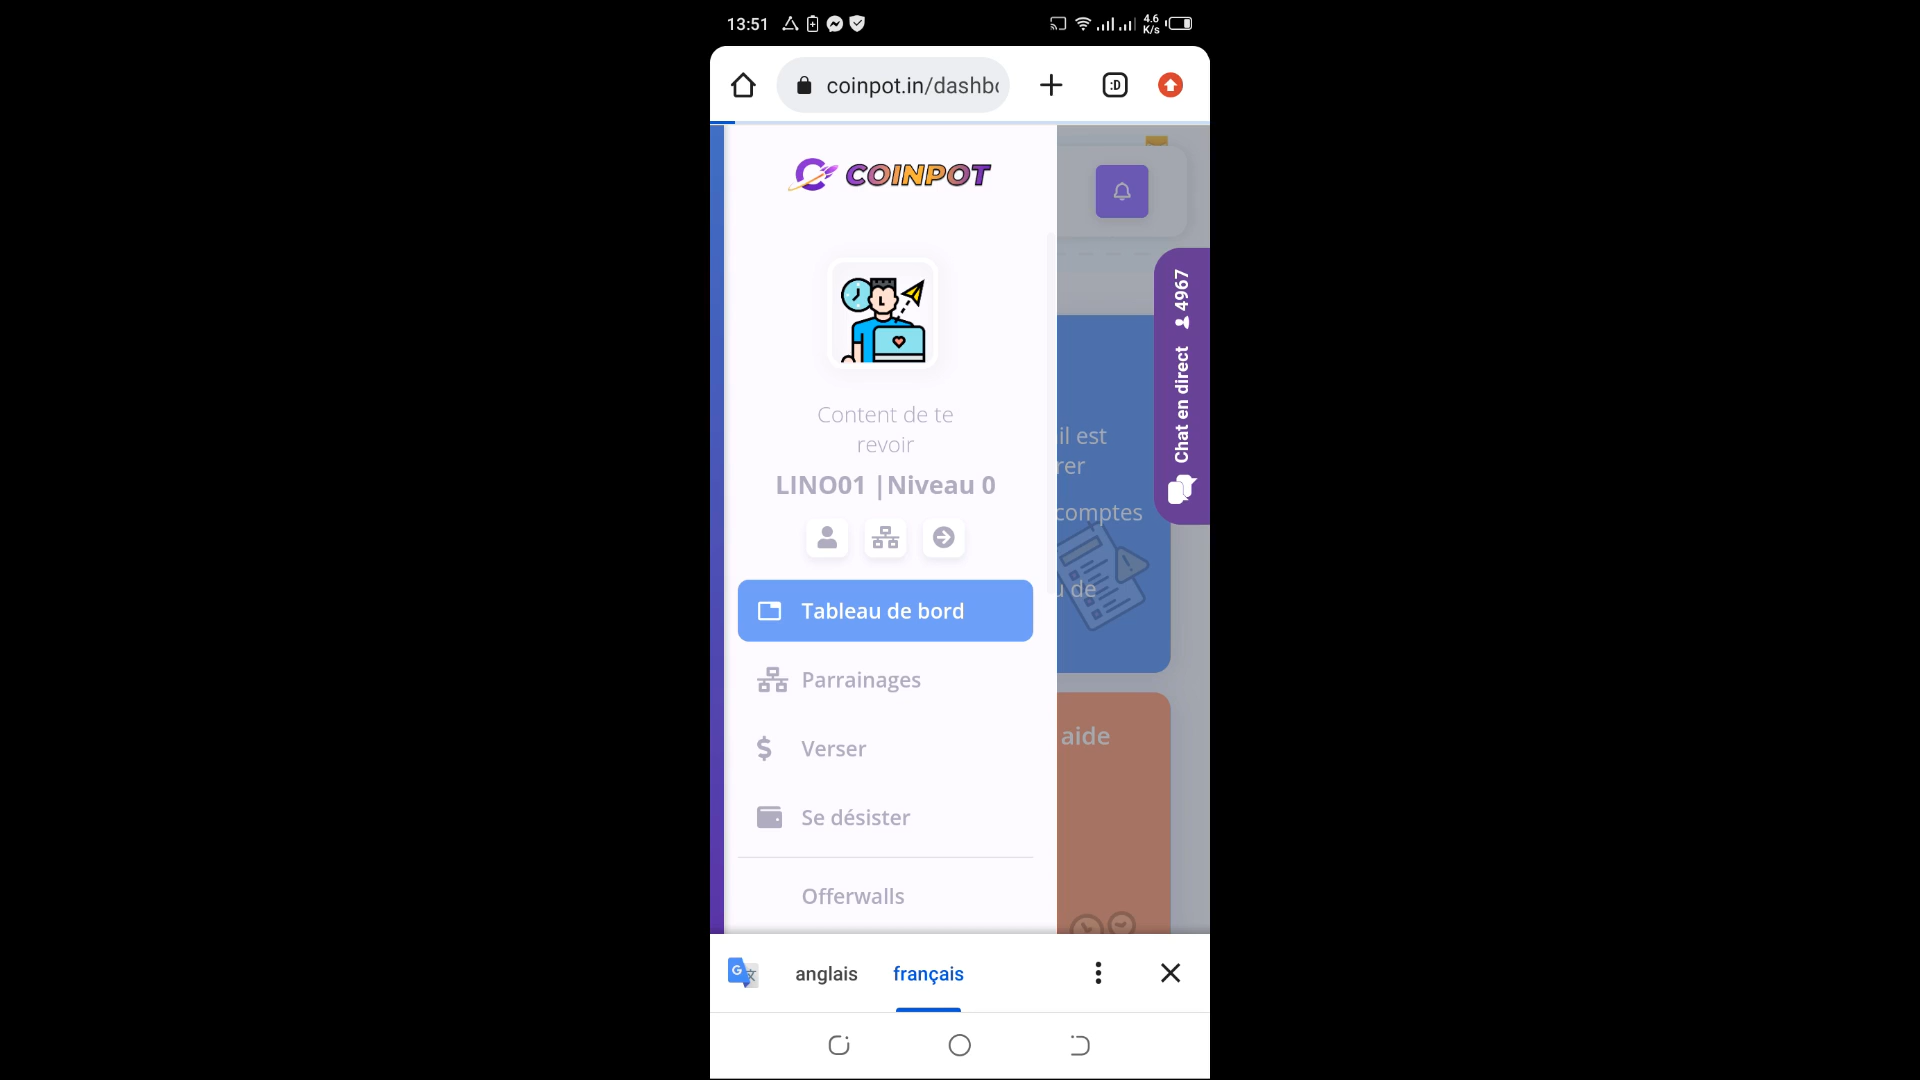 13:51
4.6
K/s
coinpot.in/dashbo
:D
COINPOT
4967
Chat en direct
Content de te
revoir
LINO01 |Niveau 0
il est
rer
comptes
u de
Tableau de bord
Parrainages
aide
Verser
Se désister
Offerwalls
G 文
anglais
français